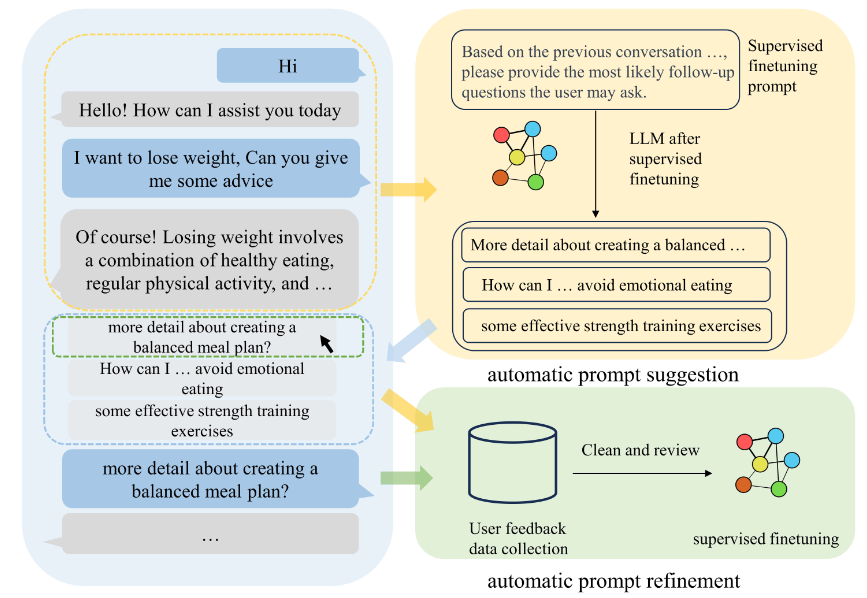 Hi
Hello! How can I assist you today
I want to lose weight, Can you give
me some advice
Of course! Losing weight involves
a combination of healthy eating,
regular physical activity, and …
more detail about creating a
balanced meal plan?
How can I … avoid emotional
eating
some effective strength training
exercises
more detail about creating a
balanced meal plan?
…
Based on the previous conversation …,
please provide the most likely follow-up
questions the user may ask.
Supervised
finetuning
prompt
LLM after
supervised
finetuning
More detail about creating a balanced …
How can I … avoid emotional eating
some effective strength training exercises
automatic prompt suggestion
Clean and review
User feedback
data collection
supervised finetuning
automatic prompt refinement